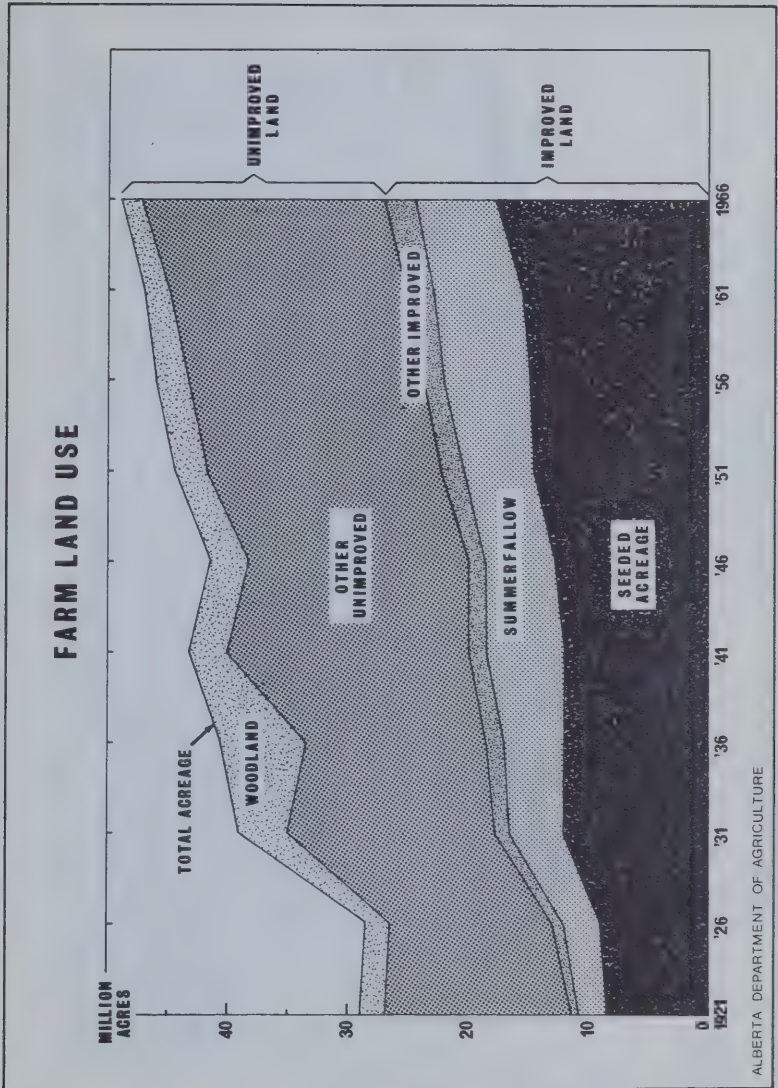 FARM LAND USE
MILLION
ACRES
40
30
20
10
0
TOTAL ACREAGE
WOODLAND
OTHER
UNIMPROVED
OTHER IMPROVED
SUMMERFALLOW
SEEDED
ACREAGE
UNIMPROVED
LAND
IMPROVED
LAND
1921
'26
'31
'36
'41
'46
'51
'56
'61
1966
ALBERTA DEPARTMENT OF AGRICULTURE